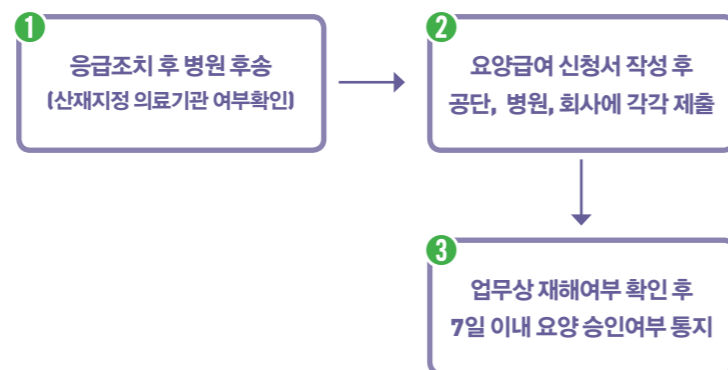 1
응급조치 후 병원 후송
(산재지정 의료기관 여부확인)
2
요양급여 신청서 작성 후
공단, 병원, 회사에 각각 제출
3
업무상 재해여부 확인 후
7일 이내 요양 승인여부 통지